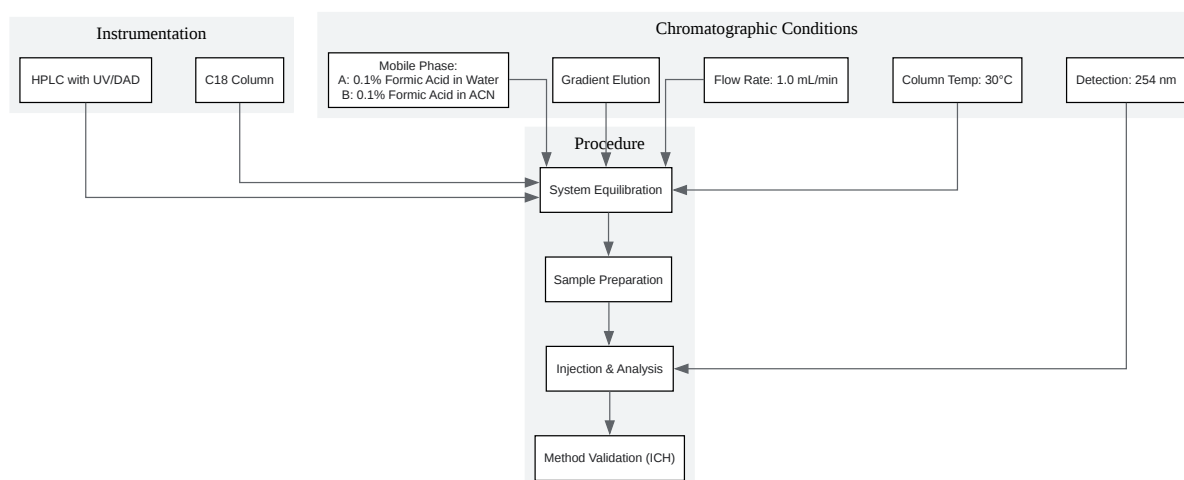 Instrumentation
HPLC with UV/DAD
C18 Column
Chromatographic Conditions
Mobile Phase:
A: 0.1% Formic Acid in Water
B: 0.1% Formic Acid in ACN
Gradient Elution
Flow Rate: 1.0 mL/min
Column Temp: 30°C
Detection: 254 nm
Procedure
System Equilibration
Sample Preparation
Injection & Analysis
Method Validation (ICH)